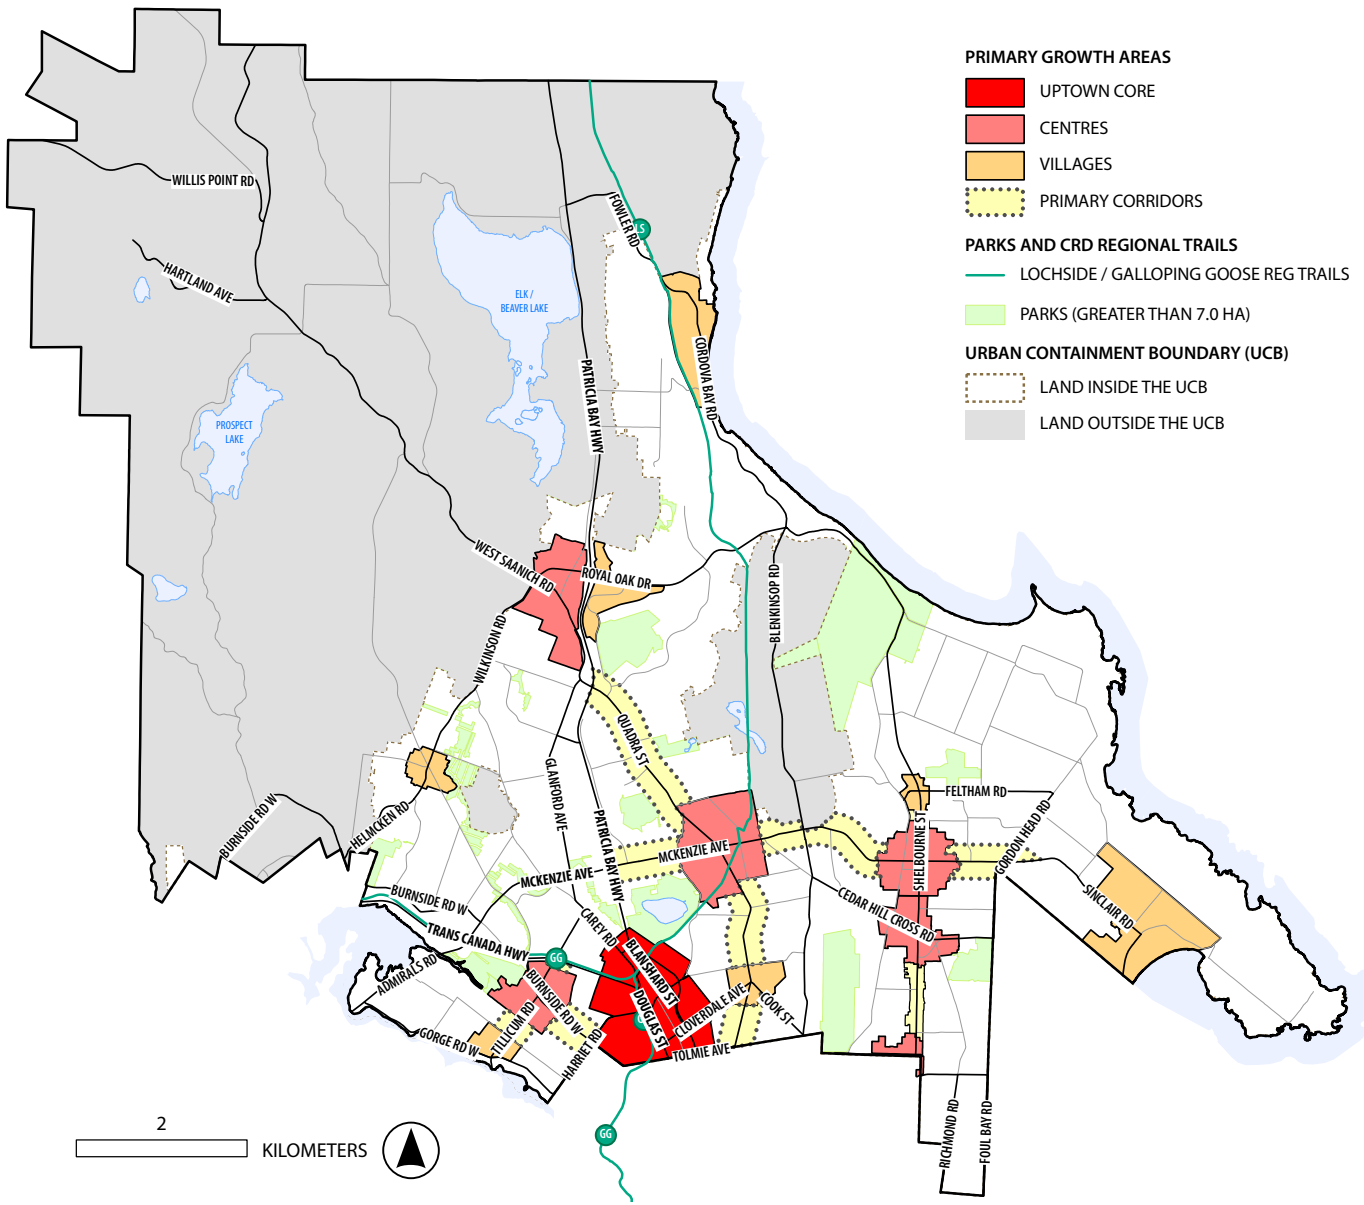 PRIMARY GROWTH AREAS
UPTOWN CORE
CENTRES
VILLAGES
PRIMARY CORRIDORS
PARKS AND CRD REGIONAL TRAILS
LOCHSIDE / GALLOPING GOOSE REG TRAILS
PARKS (GREATER THAN 7.0 HA)
URBAN CONTAINMENT BOUNDARY (UCB)
LAND INSIDE THE UCB
LAND OUTSIDE THE UCB
WILLIS POINT RD
FOWLER RD
LS
HARTLAND AVE
ELK /
BEAVER LAKE
CORDOVA BAY RD
PATRICIA BAY HWY
PROSPECT
LAKE
WEST SAANICH RD
ROYAL OAK DR
BLENKINSOP RD
WILKINSON RD
QUADRA ST
GLANFORD AVE
PATRICIA BAY HWY
FELTHAM RD
BURNSIDE RD W
HELMCKEN RD
SHELBOURNE ST
GORDON HEAD RD
MCKENZIE AVE
MCKENZIE AVE
BURNSIDE RD W
CEDAR HILL CROSS RD
SINCLAIR RD
CAREY RD
TRANS CANADA HWY
GG
BLANSHARD ST
ADMIRALS RD
BURNSIDE RD W
DOUGLAS ST
CLOVERDALE AVE
COOK ST
TILLICUM RD
GORGE RD W
HARRIET RD
TOLMIE AVE
RICHMOND RD
FOUL BAY RD
GG
2
KILOMETERS